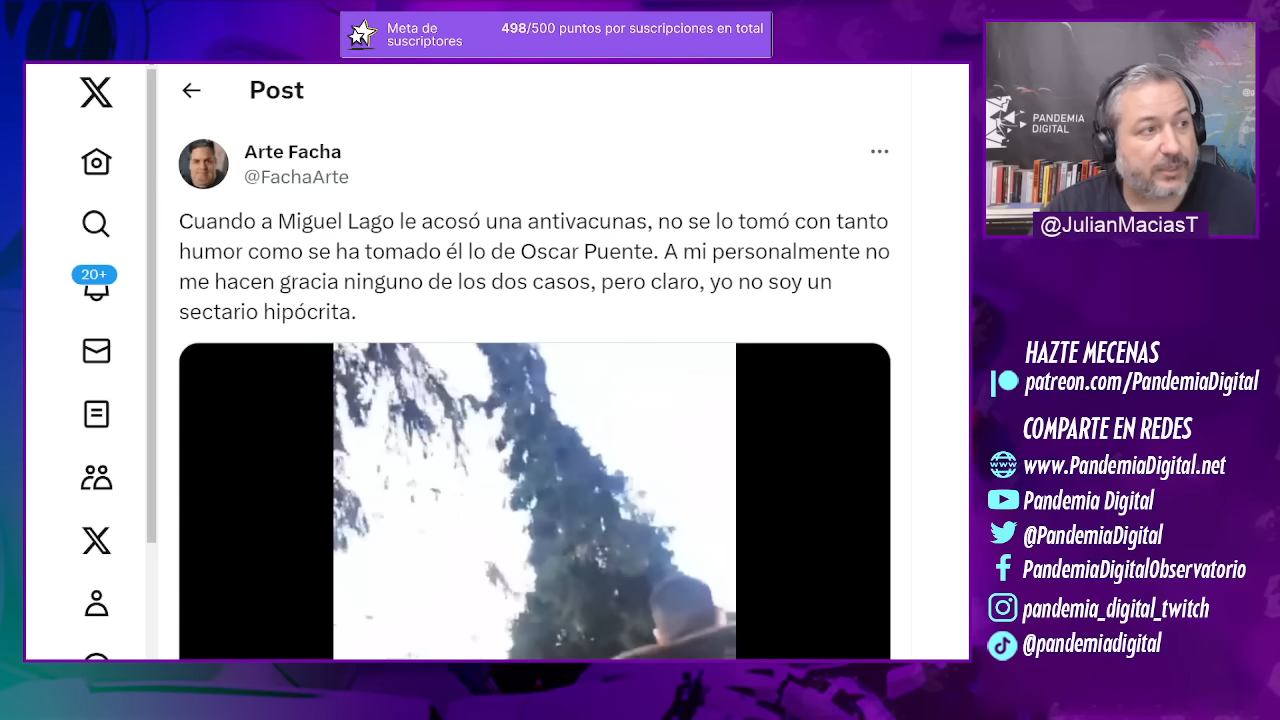 Meta de
suscriptores
498/500 puntos por suscripciones en total
Post
Arte Facha
@FachaArte
Cuando a Miguel Lago le acosó una antivacunas, no se lo tomó con tanto
humor como se ha tomado él lo de Oscar Puente. A mi personalmente no
me hacen gracia ninguno de los dos casos, pero claro, yo no soy un
sectario hipócrita.
20+
PANDEMIA
DIGITAL
@JulianMaciasT
HAZTE MECENAS
patreon.com/PandemiaDigital
COMPARTE EN REDES
www
www.PandemiaDigital.net
Pandemia Digital
@PandemiaDigital
PandemiaDigitalObservatorio
pandemia_digital_twitch
@pandemiadigital